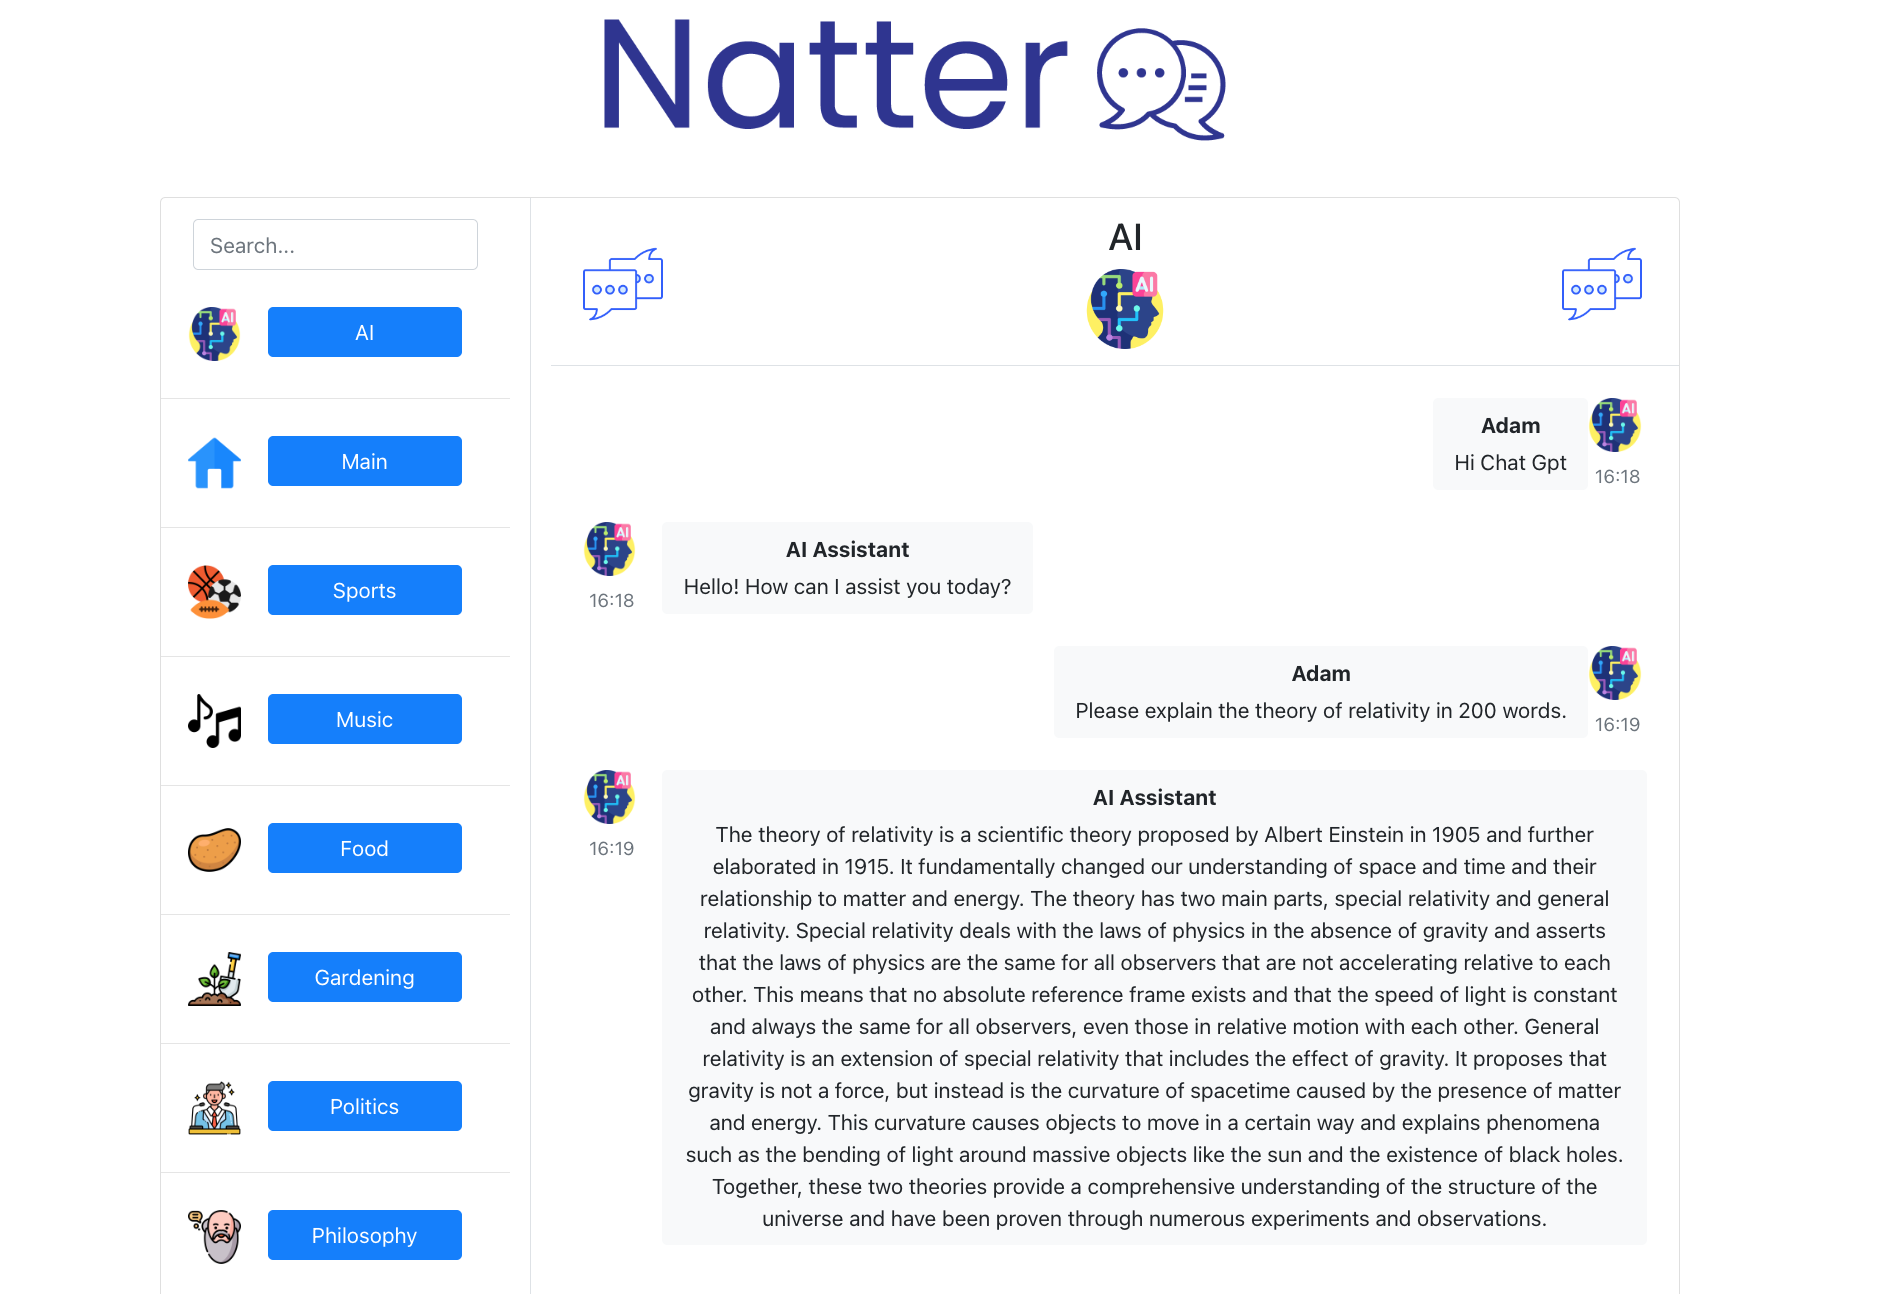 Natter
Search...
AI
Main
Sports
Music
Food
Gardening
Politics
Philosophy
AI
AI
Adam
Hi Chat Gpt
AI
16:18
AI
16:18
AI Assistant
Hello! How can I assist you today?
Adam
Please explain the theory of relativity in 200 words.
AI
16:19
AI
16:19
AI Assistant
The theory of relativity is a scientific theory proposed by Albert Einstein in 1905 and further
elaborated in 1915. It fundamentally changed our understanding of space and time and their
relationship to matter and energy. The theory has two main parts, special relativity and general
relativity. Special relativity deals with the laws of physics in the absence of gravity and asserts
that the laws of physics are the same for all observers that are not accelerating relative to each
other. This means that no absolute reference frame exists and that the speed of light is constant
and always the same for all observers, even those in relative motion with each other. General
relativity is an extension of special relativity that includes the effect of gravity. It proposes that
gravity is not a force, but instead is the curvature of spacetime caused by the presence of matter
and energy. This curvature causes objects to move in a certain way and explains phenomena
such as the bending of light around massive objects like the sun and the existence of black holes.
Together, these two theories provide a comprehensive understanding of the structure of the
universe and have been proven through numerous experiments and observations.